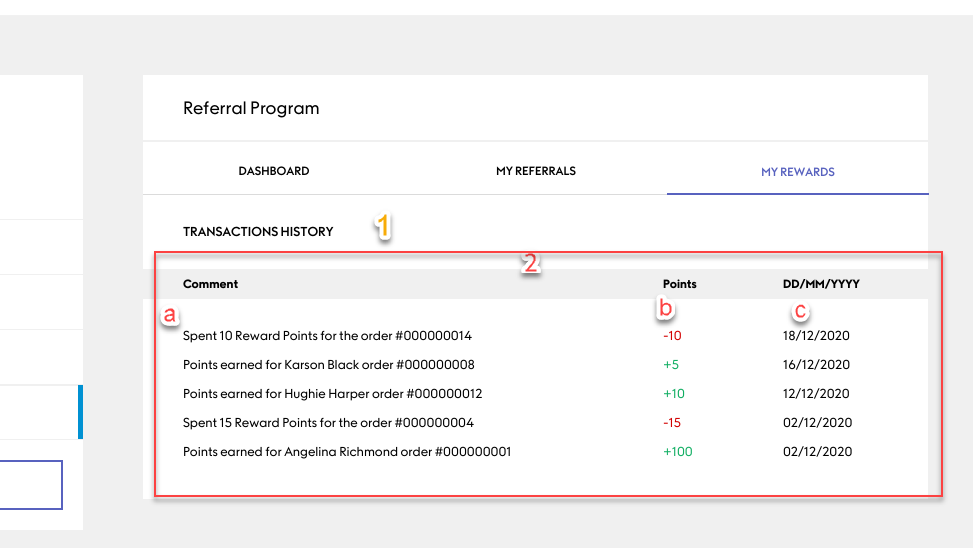 Referral Program
DASHBOARD MY REFERRALS MY REWARDS
TRANSACTIONS HISTORY 1
2
Comment Points DD/MM/YYYY
a b c
Spent 10 Reward Points for the order #000000014 -10 18/12/2020
Points earned for Karson Black order #000000008 +5 16/12/2020
Points earned for Hughie Harper order #000000012 +10 12/12/2020
Spent 15 Reward Points for the order #000000004 -15 02/12/2020
Points earned for Angelina Richmond order #000000001 +100 02/12/2020